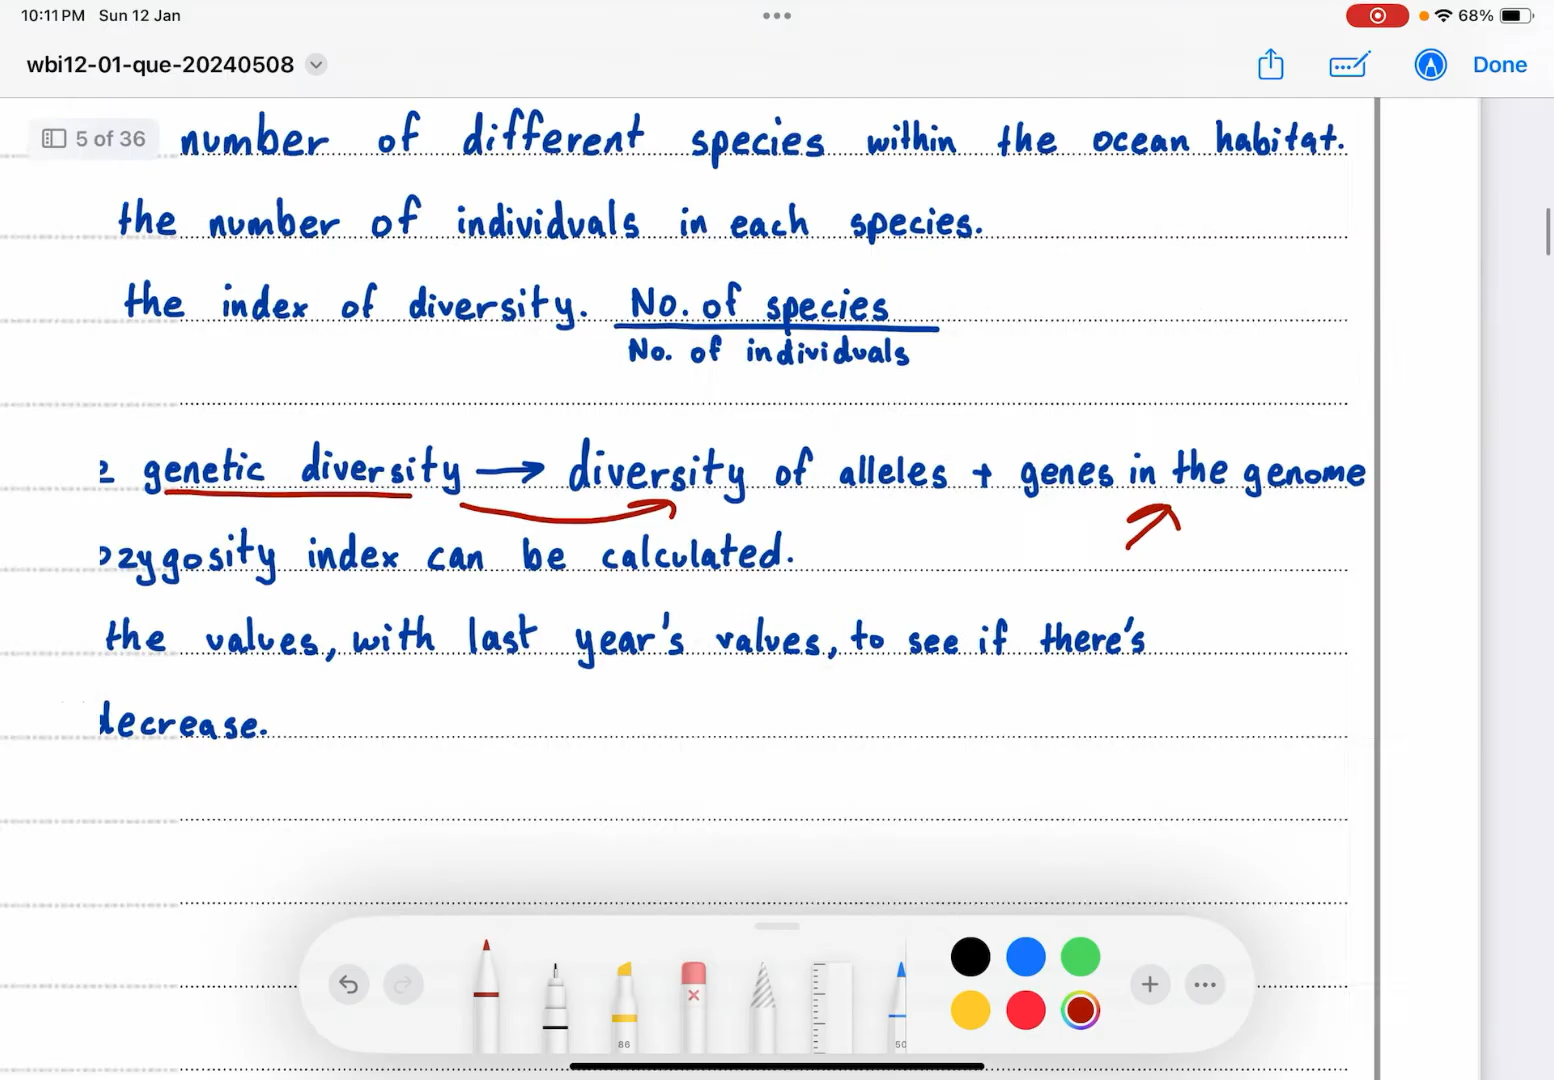 10:11 PM Sun 12 Jan
68%
wbi12-01-que-20240508
Done
5 of 36
number of different species within the ocean habitat.
the number of individuals in each species.
the index of diversity. No. of species
No. of individuals
genetic diversity → diversity of alleles + genes in the genome
ozygosity index can be calculated.
the values, with last year's values, to see if there's
decrease.
86
50